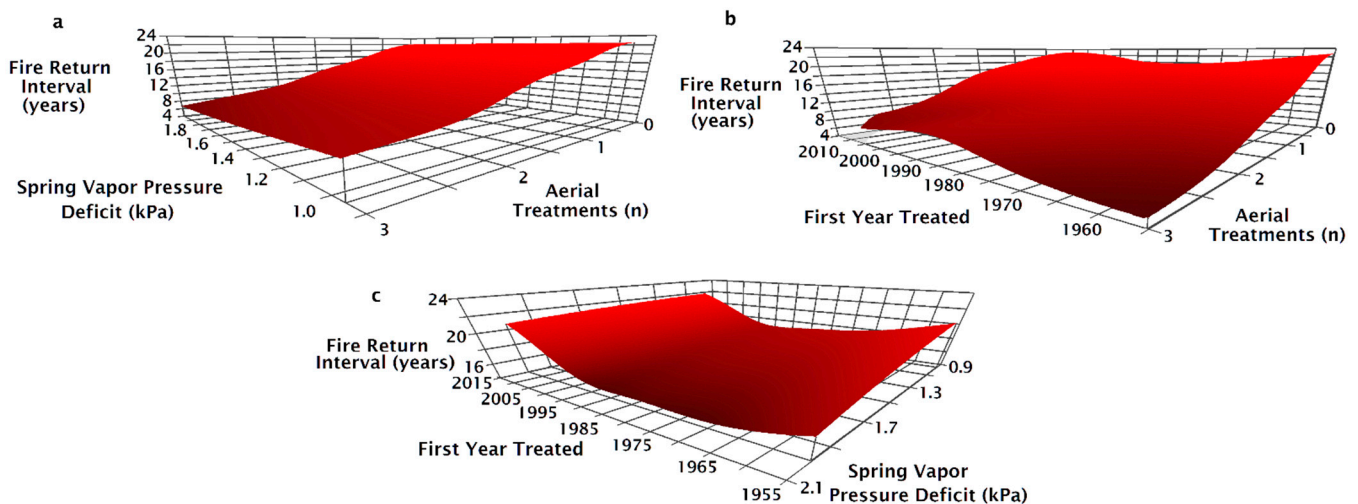 a
Fire Return
Interval
(years)
24
20
16
12
8
4
1.8
1.6
1.4
1.2
1.0
Spring Vapor Pressure
Deficit (kPa)
0
1
2
3
Aerial
Treatments (n)
b
Fire Return
Interval
(years)
24
20
16
12
8
4
2010
2000
1990
1980
1970
1960
First Year Treated
0
1
2
3
Aerial
Treatments (n)
c
Fire Return
Interval (years)
24
20
16
2015
2005
1995
1985
1975
1965
1955
First Year Treated
0.9
1.3
1.7
2.1
Spring Vapor
Pressure Deficit (kPa)